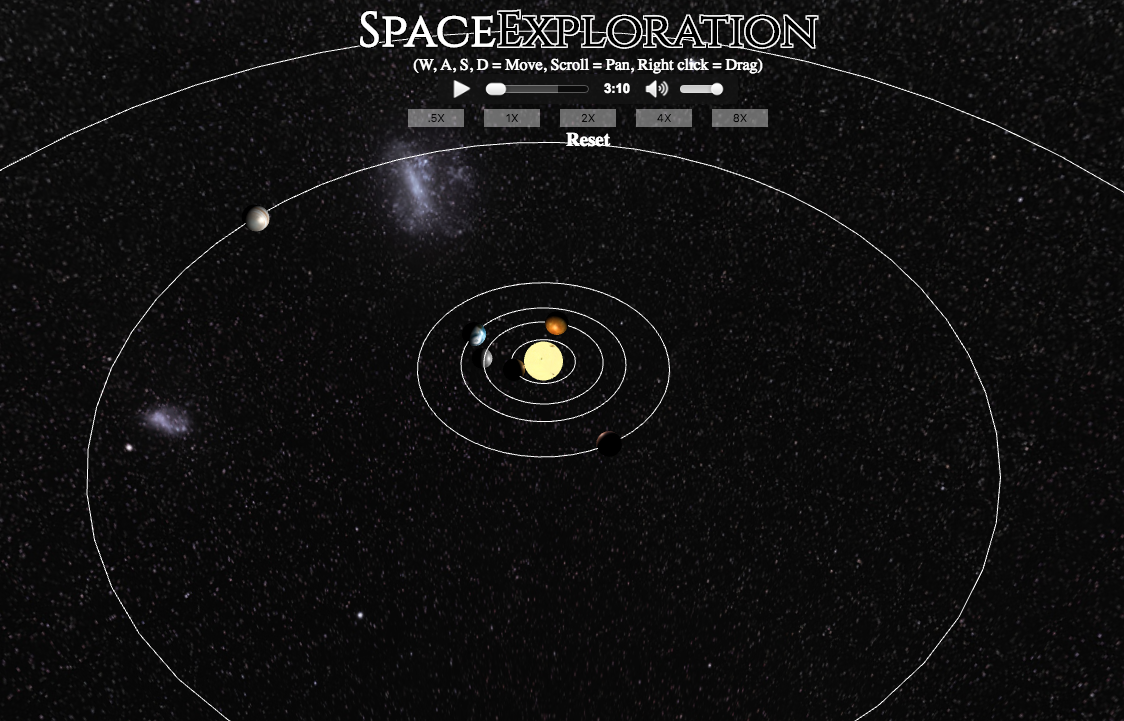 SPACEEXPLORATION
(W, A, S, D = Move, Scroll = Pan, Right click = Drag)
3:10
.5X 1X 2X 4X 8X
Reset